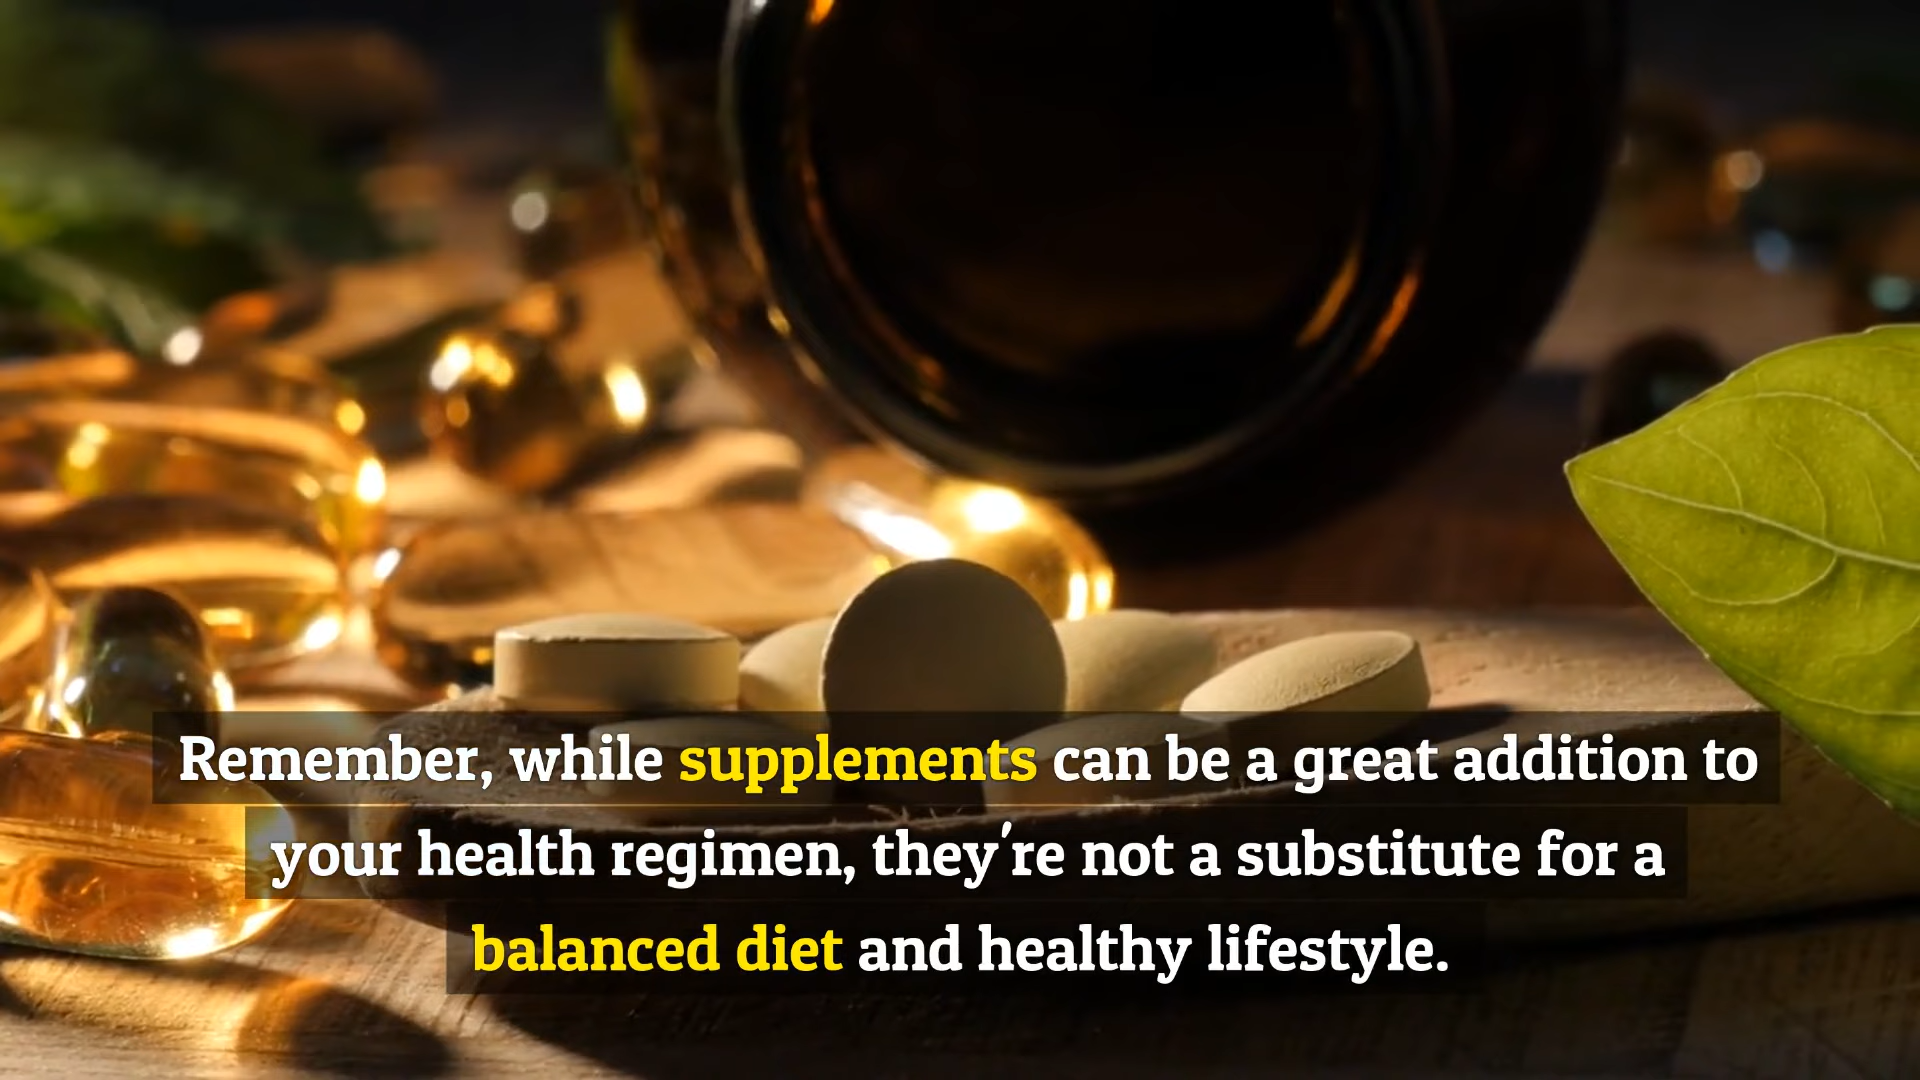 Remember, while supplements can be a great addition to
your health regimen, they're not a substitute for a
balanced diet and healthy lifestyle.